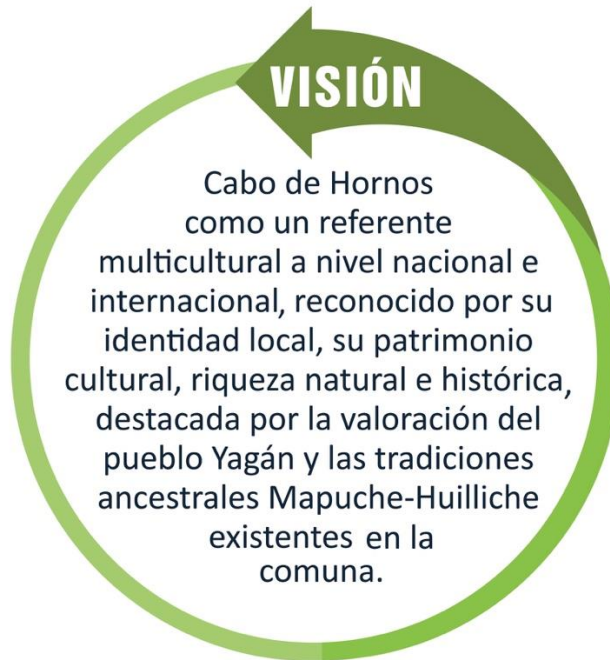 VISIÓN
Cabo de Hornos
como un referente
multicultural a nivel nacional e
internacional, reconocido por su
identidad local, su patrimonio
cultural, riqueza natural e histórica,
destacada por la valoración del
pueblo Yagán y las tradiciones
ancestrales Mapuche-Huilliche
existentes en la
comuna.